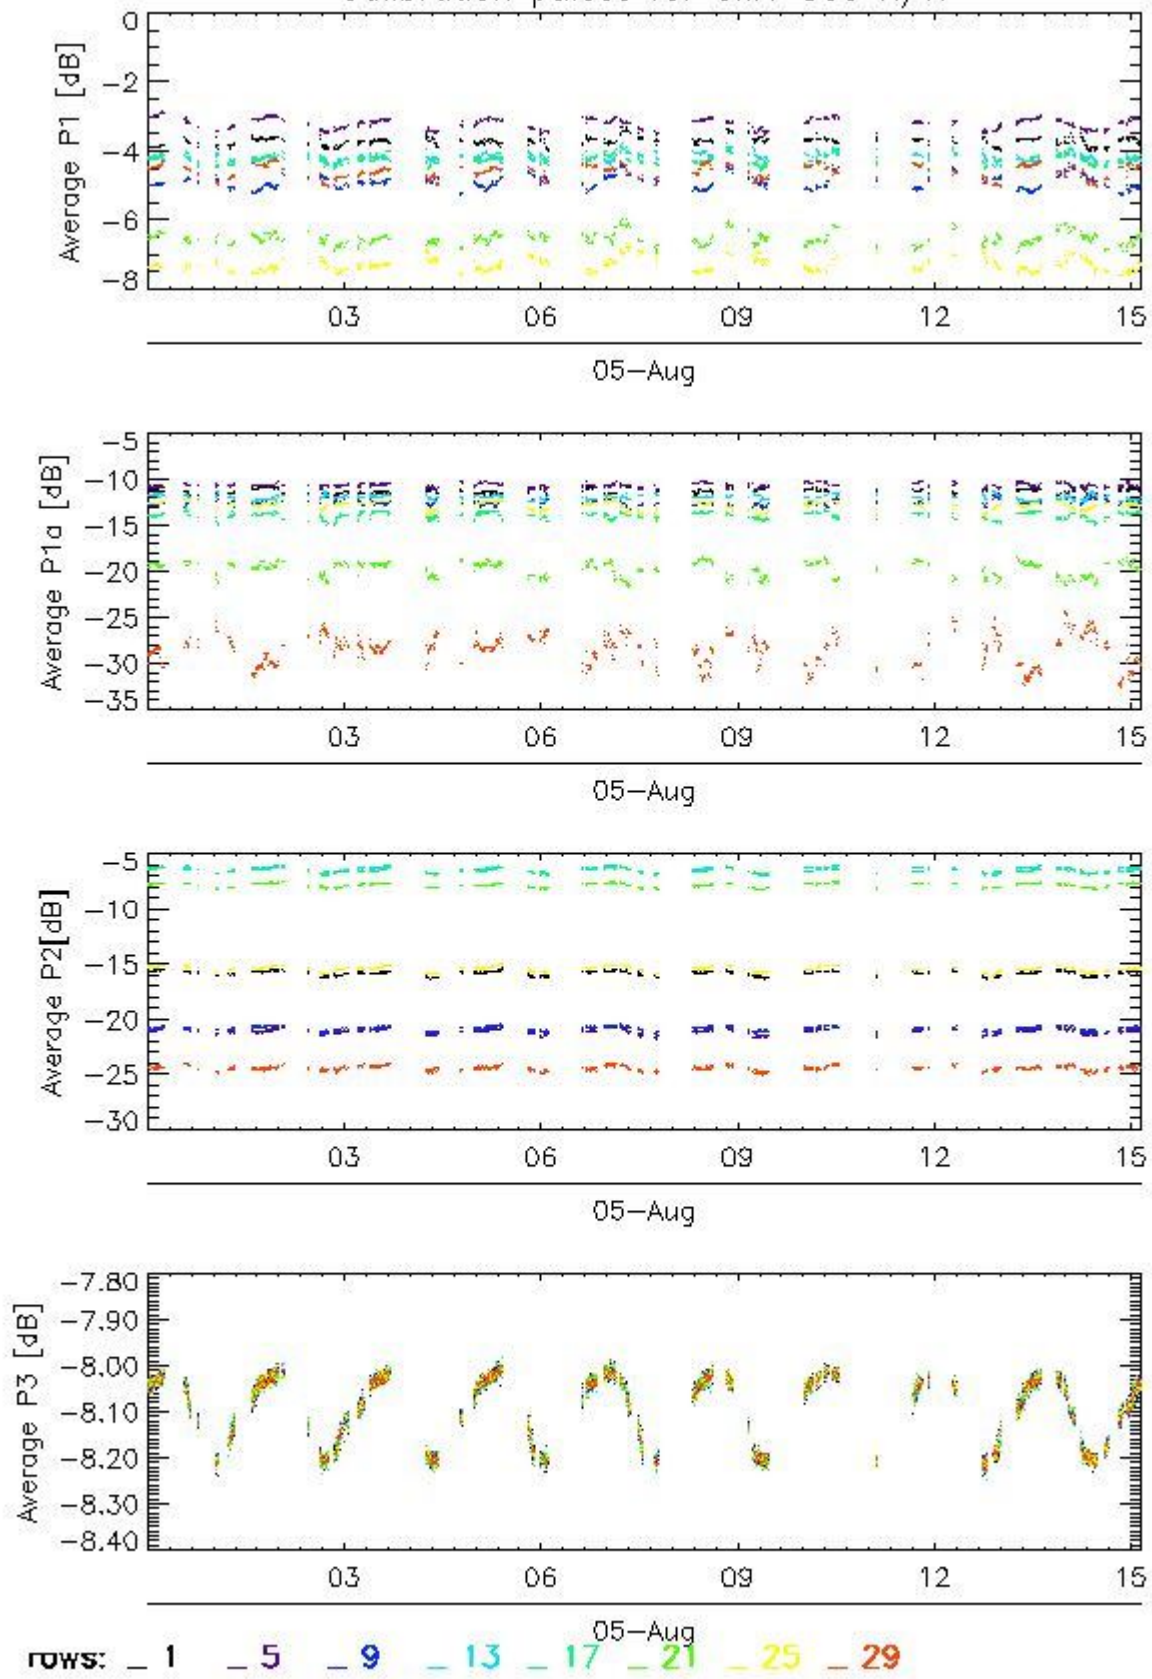 0
Average P1 [dB]
-2
-4
-6
-8
03 06 09 12 15
05-Aug
-5
Average P1a [dB]
-10
-15
-20
-25
-30
-35
03 06 09 12 15
05-Aug
-5
Average P2[dB]
-10
-15
-20
-25
-30
03 06 09 12 15
05-Aug
-7.80
Average P3 [dB]
-7.90
-8.00
-8.10
-8.20
-8.30
-8.40
03 06 09 12 15
05-Aug
rows: _ 1 _ 5 _ 9 _ 13 _ 17 _ 21 _ 25 _ 29